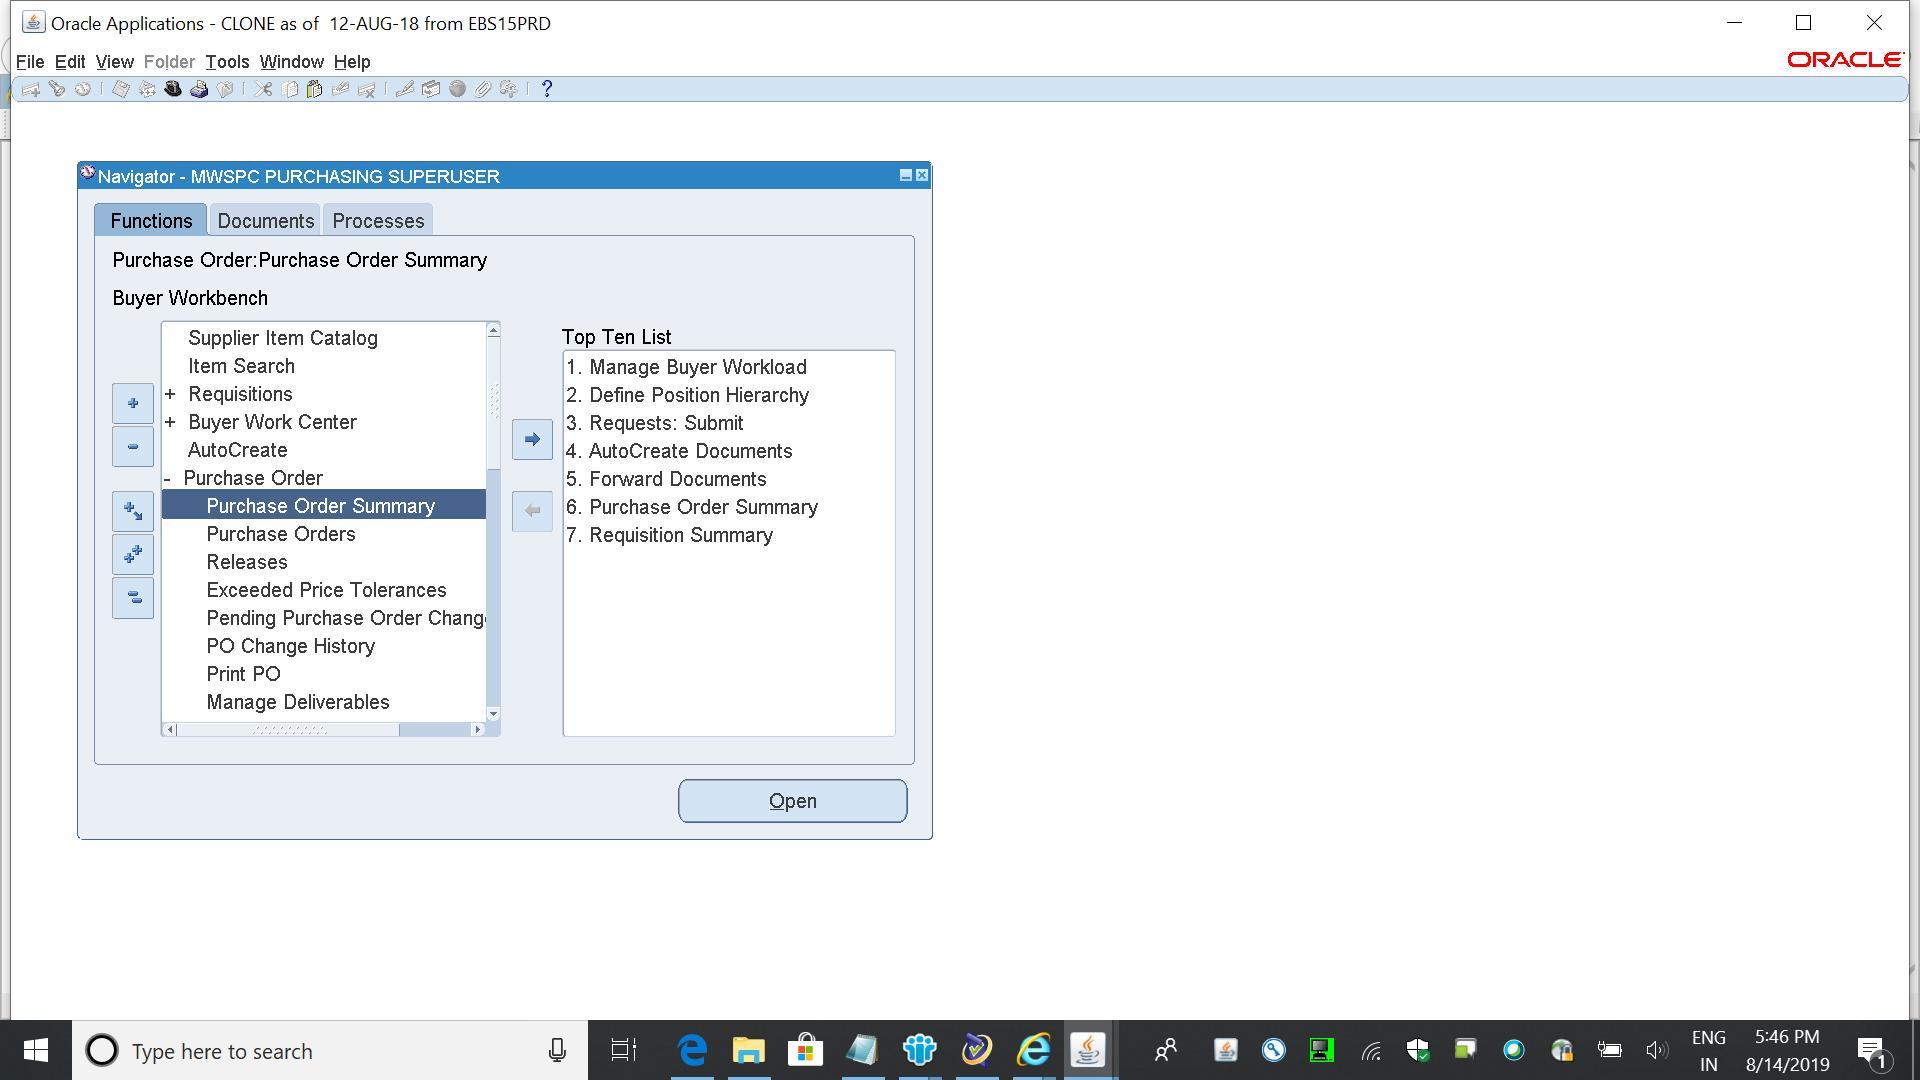 Oracle Applications - CLONE as of  12-AUG-18 from EBS15PRD
File Edit View Folder Tools Window Help
ORACLE
Navigator - MWSPC PURCHASING SUPERUSER
Functions Documents Processes
Purchase Order:Purchase Order Summary
Buyer Workbench
Supplier Item Catalog
Item Search
+ Requisitions
+ Buyer Work Center
AutoCreate
- Purchase Order
Purchase Order Summary
Purchase Orders
Releases
Exceeded Price Tolerances
Pending Purchase Order Chang
PO Change History
Print PO
Manage Deliverables
Top Ten List
1. Manage Buyer Workload
2. Define Position Hierarchy
3. Requests: Submit
4. AutoCreate Documents
5. Forward Documents
6. Purchase Order Summary
7. Requisition Summary
Open
Type here to search
ENG
IN
5:46 PM
8/14/2019
1